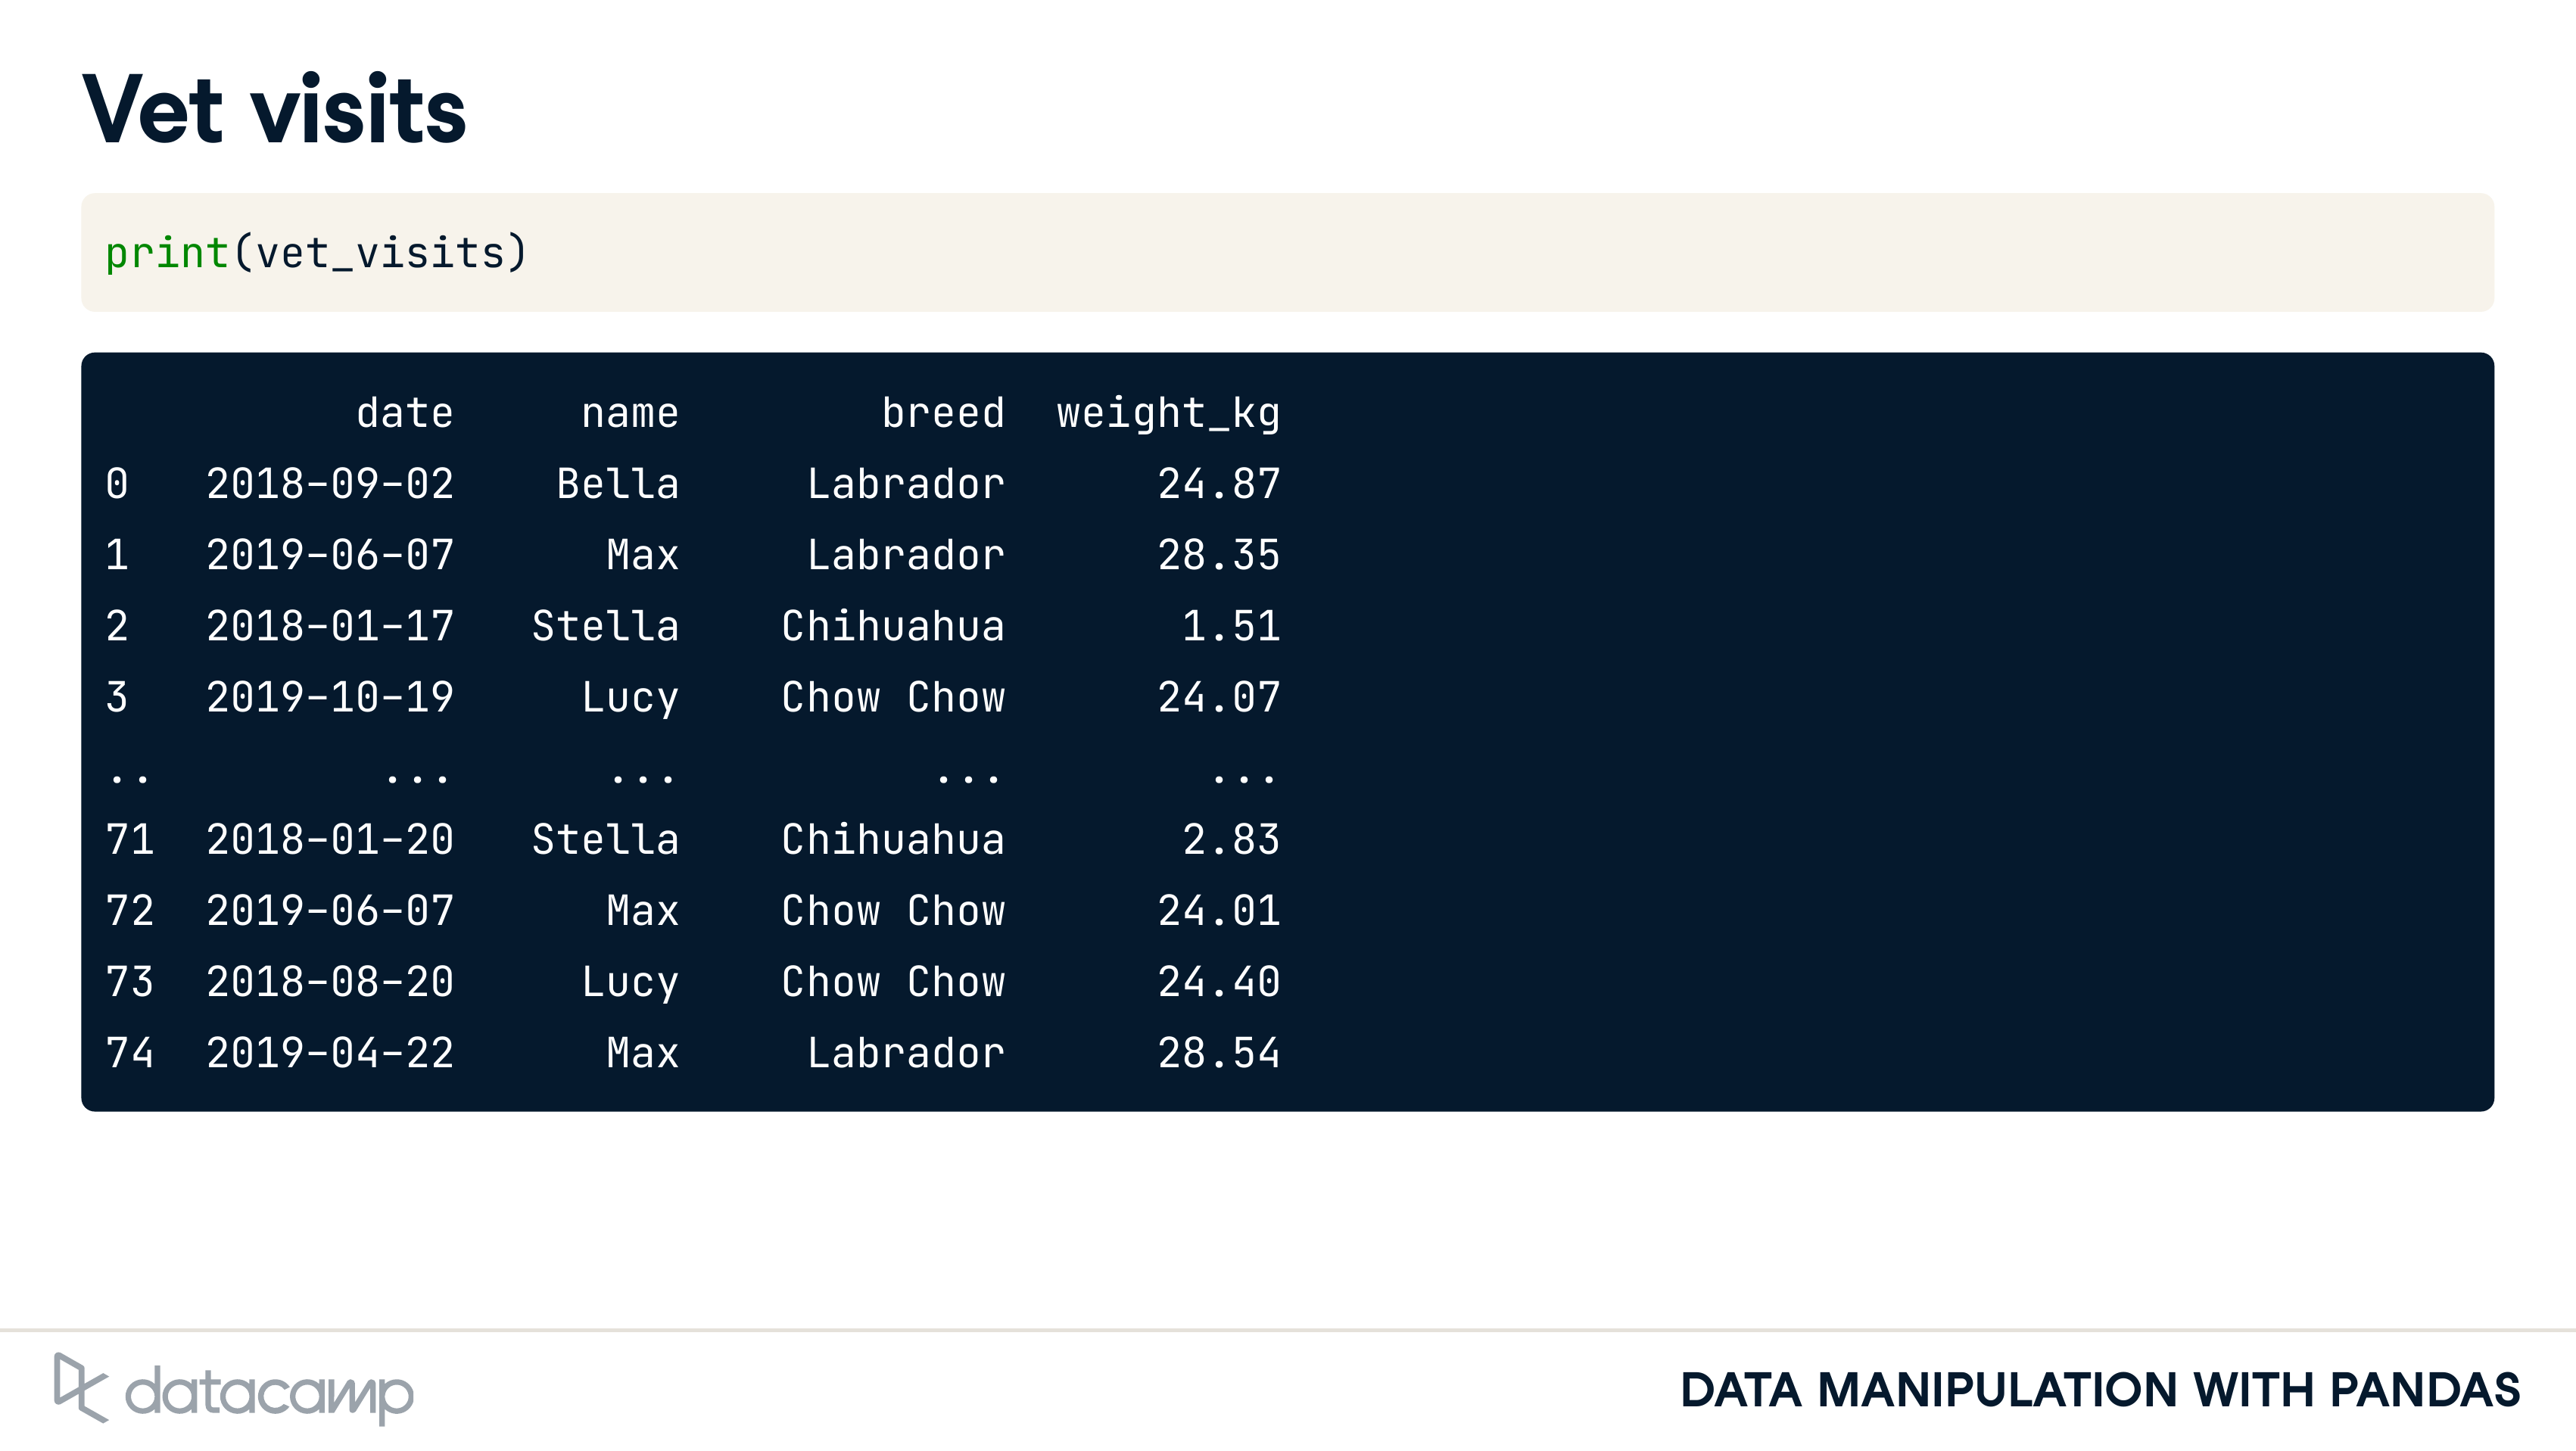 Vet visits
print(vet_visits)
date name breed weight_kg
0 2018-09-02 Bella Labrador 24.87
1 2019-06-07 Max Labrador 28.35
2 2018-01-17 Stella Chihuahua 1.51
3 2019-10-19 Lucy Chow Chow 24.07
.. ... ... ... ...
71 2018-01-20 Stella Chihuahua 2.83
72 2019-06-07 Max Chow Chow 24.01
73 2018-08-20 Lucy Chow Chow 24.40
74 2019-04-22 Max Labrador 28.54
datacamp
DATA MANIPULATION WITH PANDAS